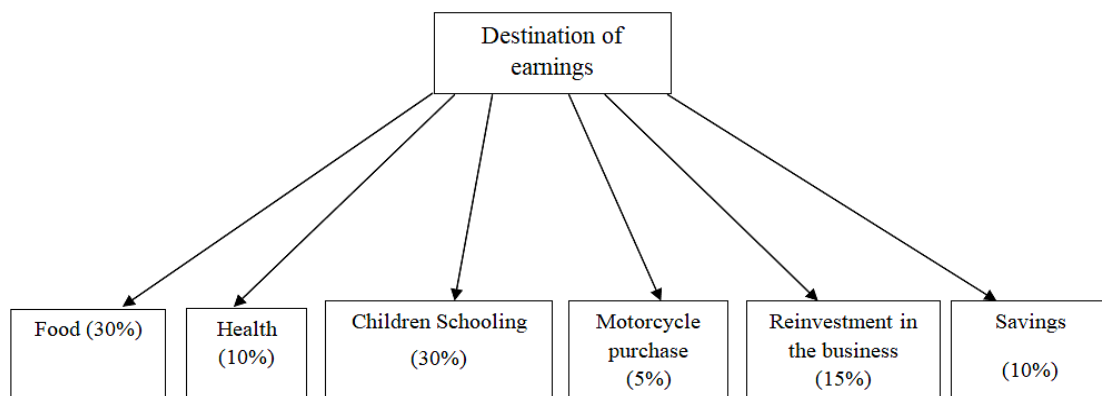 Destination of
earnings
Food (30%)
Health
(10%)
Children Schooling
(30%)
Motorcycle
purchase
(5%)
Reinvestment in
the business
(15%)
Savings
(10%)